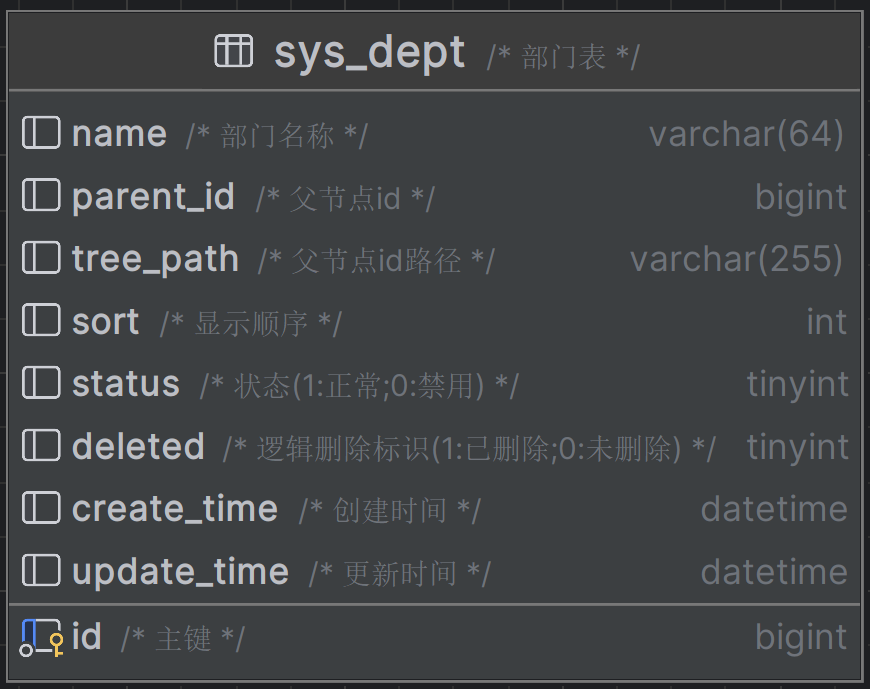 sys_dept /* 部门表 */
name /* 部门名称 */ varchar(64)
parent_id /* 父节点id */ bigint
tree_path /* 父节点id路径 */ varchar(255)
sort /* 显示顺序 */ int
status /* 状态(1:正常;0:禁用) */ tinyint
deleted /* 逻辑删除标识(1:已删除;0:未删除) */ tinyint
create_time /* 创建时间 */ datetime
update_time /* 更新时间 */ datetime
id /* 主键 */ bigint